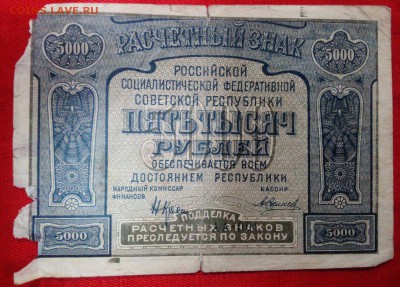 COINS.LAVE.RU
РАСЧЕТНЫЙ ЗНАК
5000 5000
РОССИЙСКОЙ
СОЦИАЛИСТИЧЕСКОЙ ФЕДЕРАТИВНОЙ
СОВЕТСКОЙ РЕСПУБЛИКИ
ПЯТЬ ТЫСЯЧ
РУБЛЕЙ
ОБЕСПЕЧИВАЕТСЯ ВСЕМ
ДОСТОЯНИЕМ РЕСПУБЛИКИ
НАРОДНЫЙ КОМИССАР
ФИНАНСОВ
КАССИР
ПОДДЕЛКА
РАСЧЕТНЫХ ЗНАКОВ
ПРЕСЛЕДУЕТСЯ ПО ЗАКОНУ
5000 5000